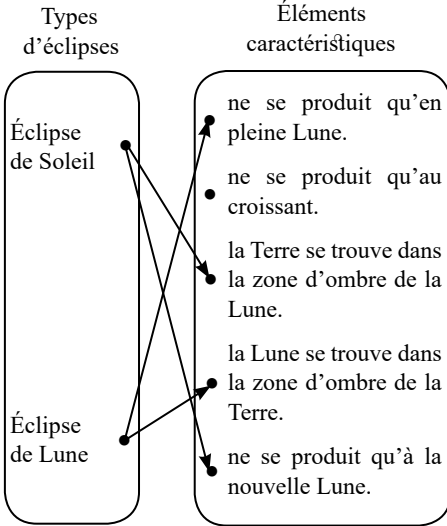 Types
d’éclipses
Éléments
caractéristiques
Éclipse
de Soleil
Éclipse
de Lune
ne se produit qu’en
pleine Lune.
ne se produit qu’au
croissant.
la Terre se trouve dans
la zone d’ombre de la
Lune.
la Lune se trouve dans
la zone d’ombre de la
Terre.
ne se produit qu’à la
nouvelle Lune.